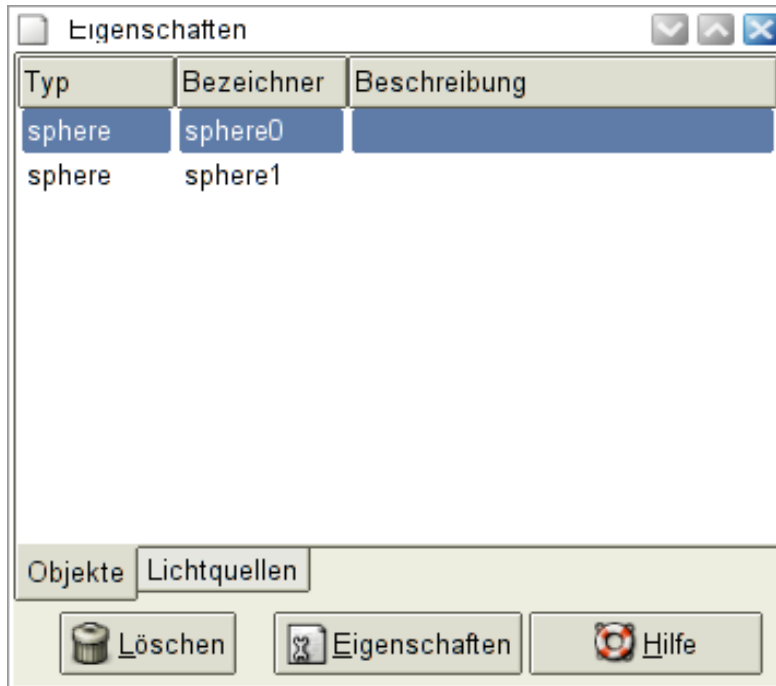 Eigenschaften
Typ Bezeichner Beschreibung
sphere sphere0
sphere sphere1
Objekte Lichtquellen
Löschen Eigenschaften Hilfe